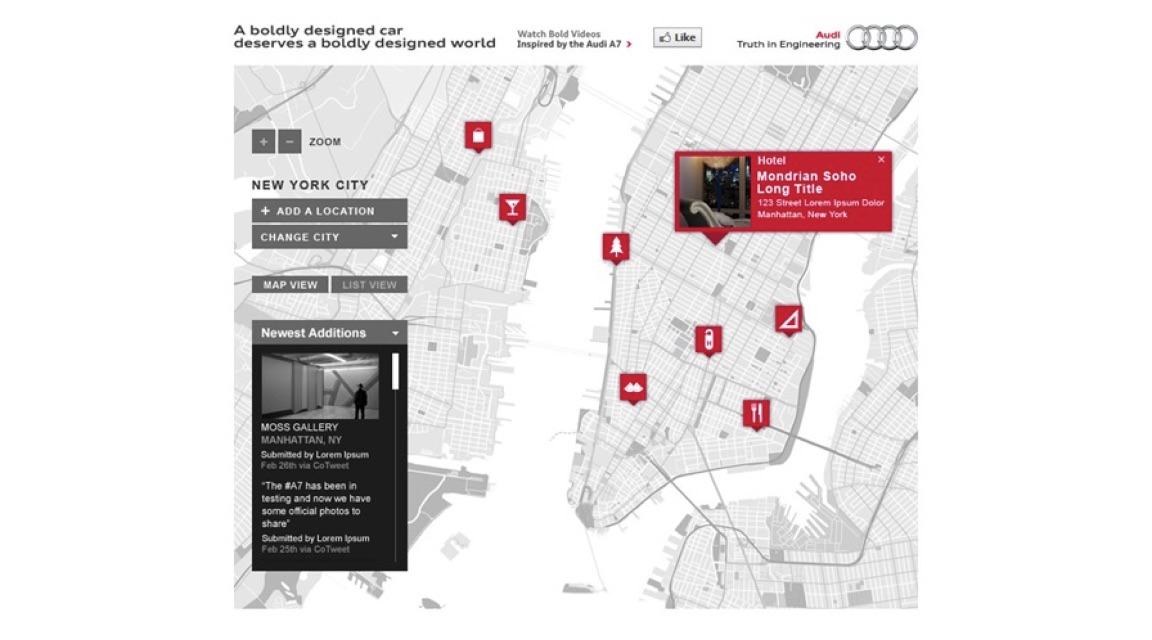 A boldly designed car
deserves a boldly designed world
Watch Bold Videos
Inspired by the Audi A7
Like
Audi
Truth in Engineering
+ − ZOOM
NEW YORK CITY
+ ADD A LOCATION
CHANGE CITY
MAP VIEW
LIST VIEW
Newest Additions
MOSS GALLERY
MANHATTAN, NY
Submitted by Lorem Ipsum
Feb 26th via CoTweet
“The #A7 has been in
testing and now we have
some official photos to
share”
Submitted by Lorem Ipsum
Feb 25th via CoTweet
Hotel
Mondrian Soho
Long Title
123 Street Lorem Ipsum Dolor
Manhattan, New York